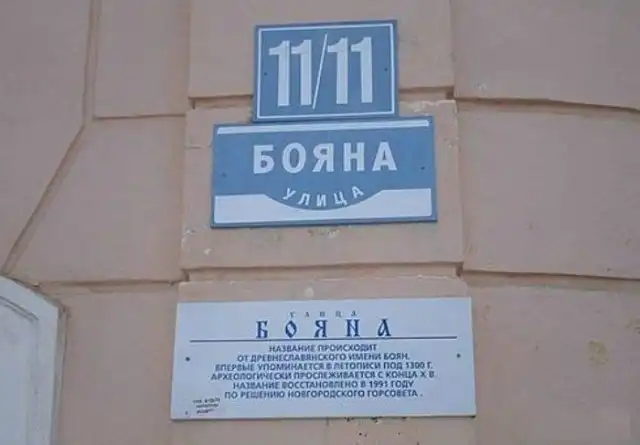 11/11
БОЯНА
УЛИЦА
УЛИЦА
БОЯНА
НАЗВАНИЕ ПРОИСХОДИТ
ОТ ДРЕВНЕСЛАВЯНСКОГО ИМЕНИ БОЯН.
ВПЕРВЫЕ УПОМИНАЕТСЯ В ЛЕТОПИСИ ПОД 1300 Г.
АРХЕОЛОГИЧЕСКИ ПРОСЛЕЖИВАЕТСЯ С КОНЦА X В.
НАЗВАНИЕ ВОССТАНОВЛЕНО В 1991 ГОДУ
ПО РЕШЕНИЮ НОВГОРОДСКОГО ГОРСОВЕТА .